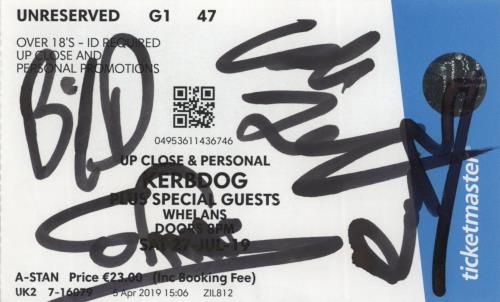 UNRESERVED G1 47
OVER 18'S - ID REQUIRED
UP CLOSE AND
PERSONAL PROMOTIONS
04953611436746
UP CLOSE & PERSONAL
KERBDOG
PLUS SPECIAL GUESTS
WHELANS
DOORS 8PM
SAT 27-JUL-19
A-STAN Price €23.00 (Inc Booking Fee)
UK2 7-16079 5 Apr 2019 15:06 ZIL812
ticketmaster